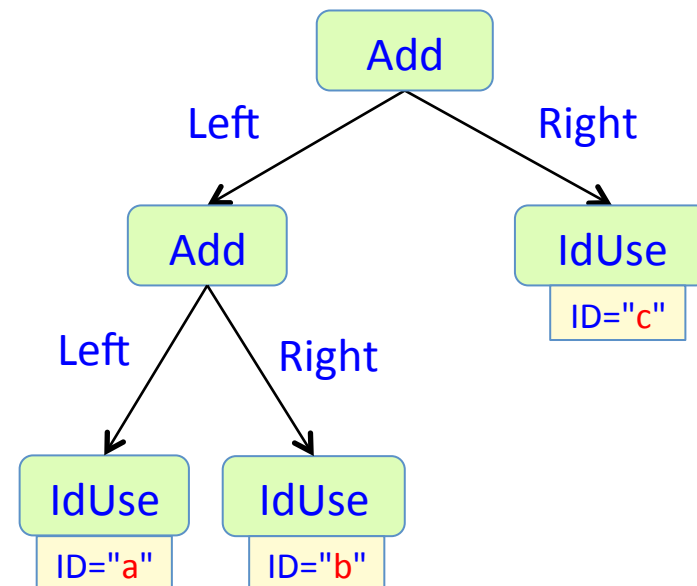 Add
Left Right
Add IdUse
ID="c"
Left Right
IdUse IdUse
ID="a" ID="b"